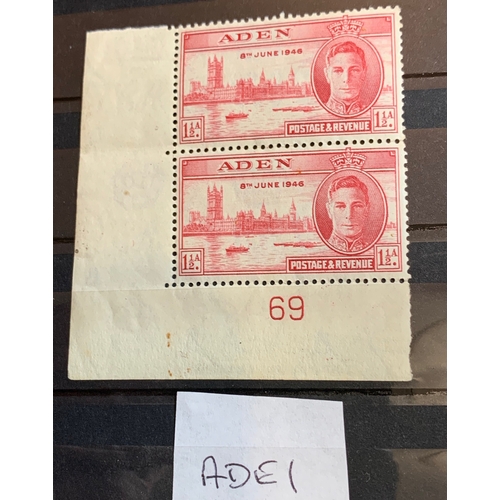 ADEN
8TH JUNE 1946
1½A.
POSTAGE & REVENUE
1½A.
ADEN
8TH JUNE 1946
1½A.
POSTAGE & REVENUE
1½A.
69
ADE1